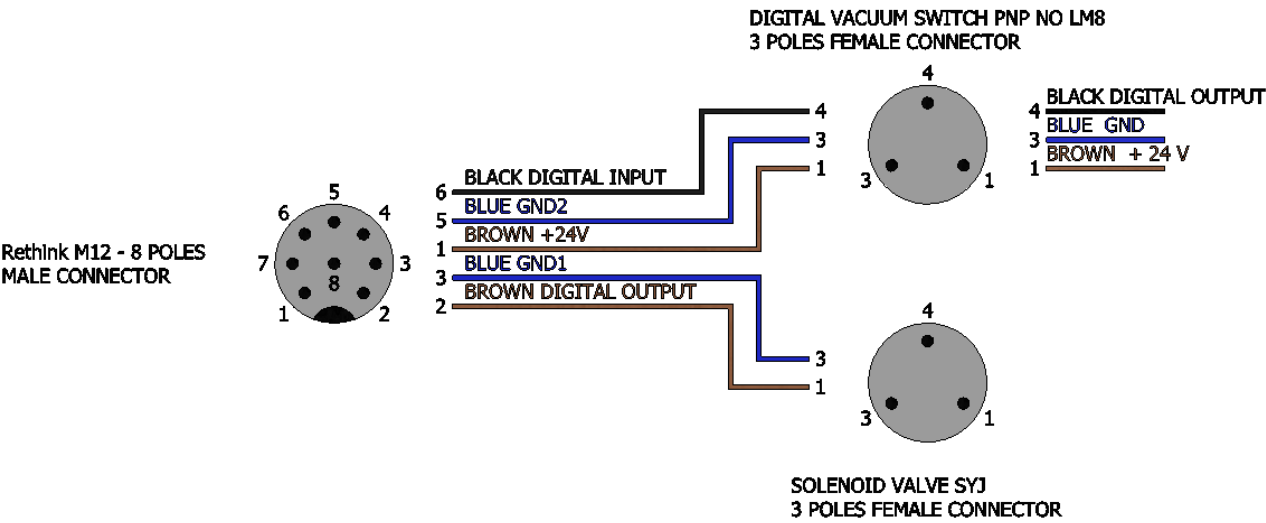 DIGITAL VACUUM SWITCH PNP NO LM8
3 POLES FEMALE CONNECTOR
4
4
3
1
3
1
4 BLACK DIGITAL OUTPUT
3 BLUE GND
1 BROWN + 24 V
Rethink M12 - 8 POLES
MALE CONNECTOR
5
6
4
7
3
8
1
2
6 BLACK DIGITAL INPUT
5 BLUE GND2
1 BROWN +24V
3 BLUE GND1
2 BROWN DIGITAL OUTPUT
4
3
1
3
1
SOLENOID VALVE SYJ
3 POLES FEMALE CONNECTOR